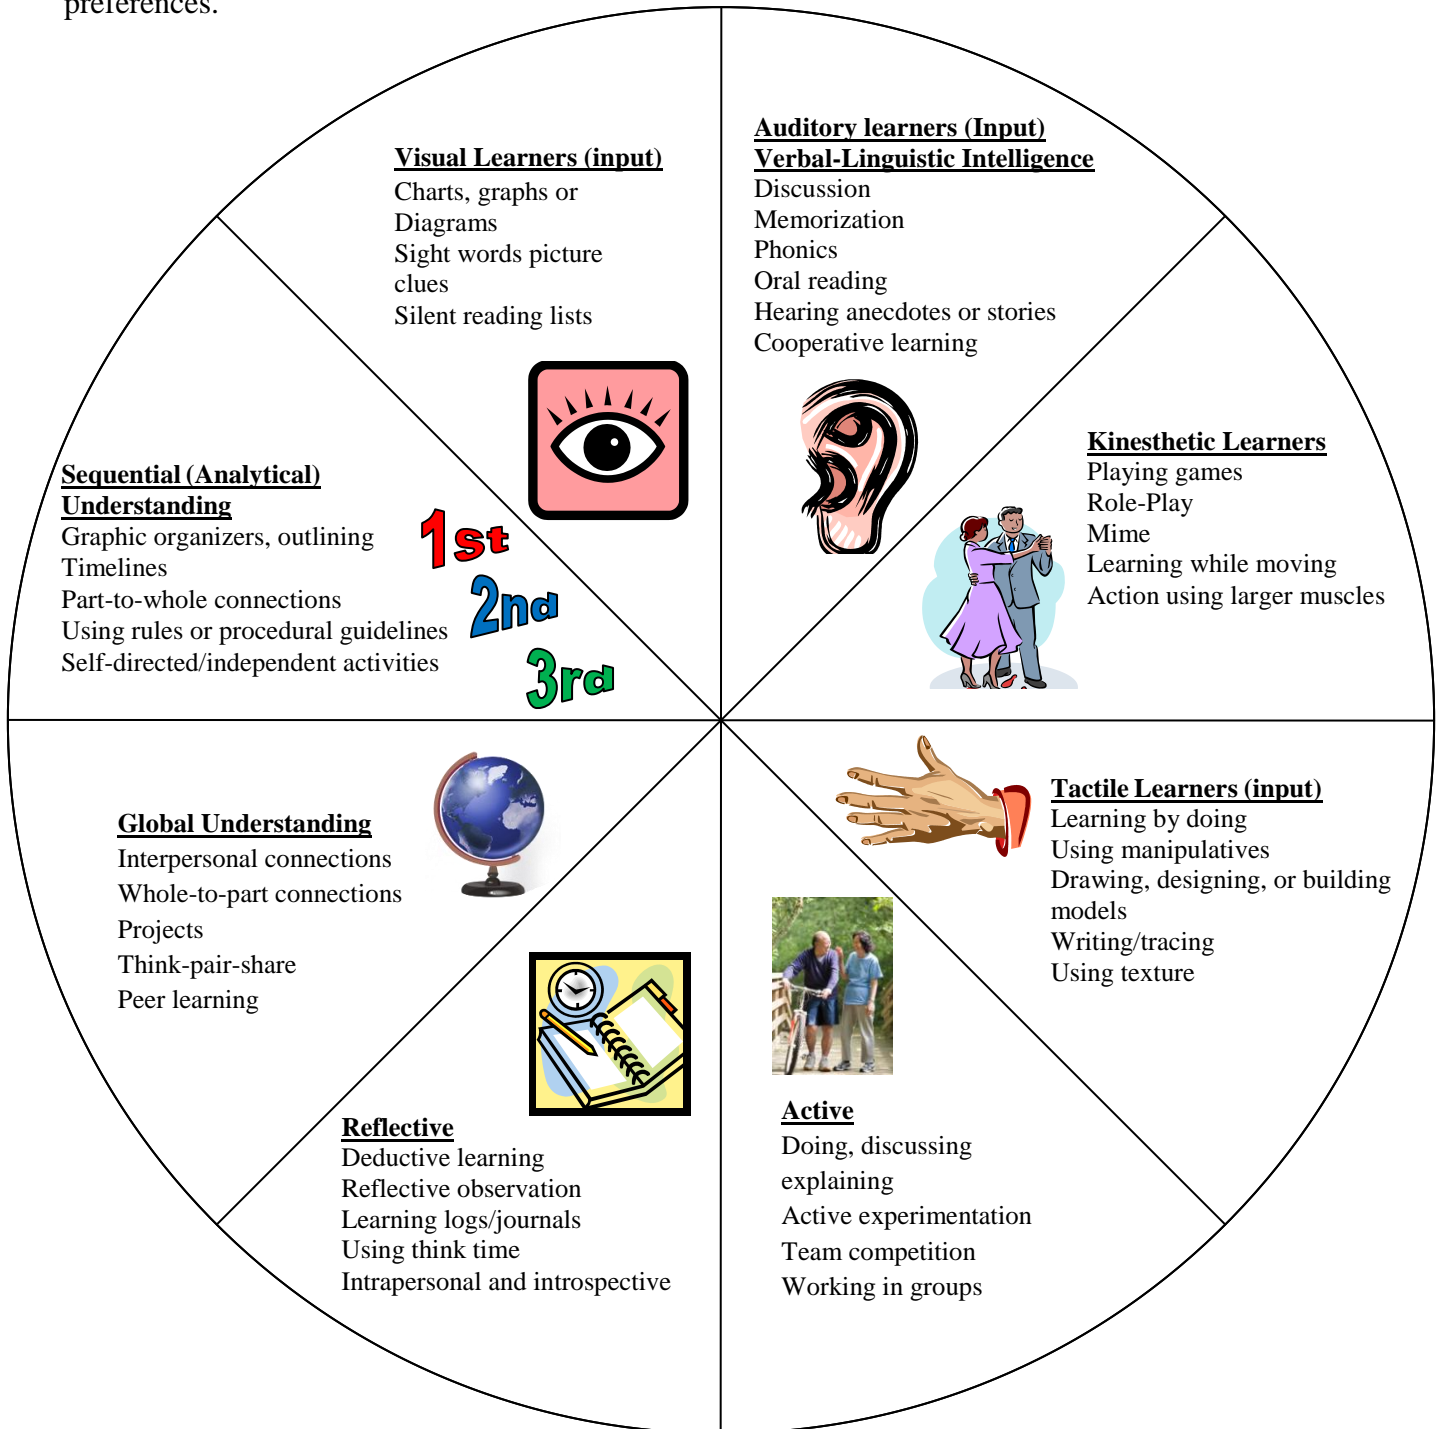 preferences.
Visual Learners (input)
Charts, graphs or
Diagrams
Sight words picture
clues
Silent reading lists
Auditory learners (Input)
Verbal-Linguistic Intelligence
Discussion
Memorization
Phonics
Oral reading
Hearing anecdotes or stories
Cooperative learning
Kinesthetic Learners
Playing games
Role-Play
Mime
Learning while moving
Action using larger muscles
Sequential (Analytical)
Understanding
Graphic organizers, outlining
Timelines
Part-to-whole connections
Using rules or procedural guidelines
Self-directed/independent activities
1st
2nd
3rd
Global Understanding
Interpersonal connections
Whole-to-part connections
Projects
Think-pair-share
Peer learning
Tactile Learners (input)
Learning by doing
Using manipulatives
Drawing, designing, or building
models
Writing/tracing
Using texture
Reflective
Deductive learning
Reflective observation
Learning logs/journals
Using think time
Intrapersonal and introspective
Active
Doing, discussing
explaining
Active experimentation
Team competition
Working in groups